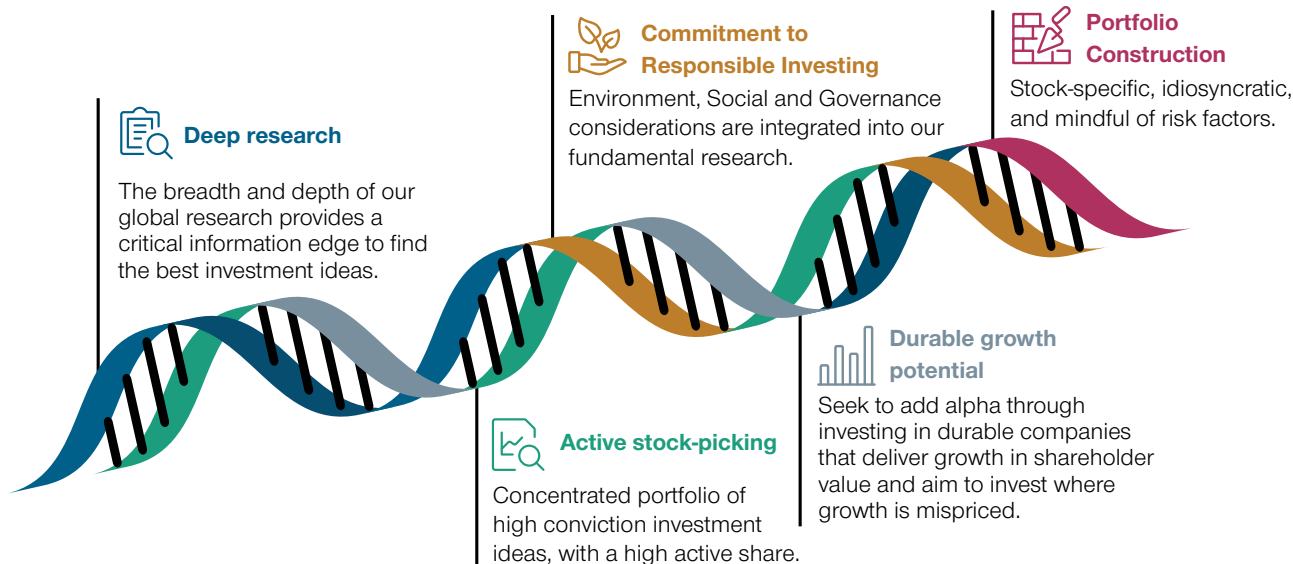 Deep research
The breadth and depth of our
global research provides a
critical information edge to find
the best investment ideas.
Active stock-picking
Concentrated portfolio of
high conviction investment
ideas, with a high active share.
Commitment to
Responsible Investing
Environment, Social and Governance
considerations are integrated into our
fundamental research.
Durable growth
potential
Seek to add alpha through
investing in durable companies
that deliver growth in shareholder
value and aim to invest where
growth is mispriced.
Portfolio
Construction
Stock-specific, idiosyncratic,
and mindful of risk factors.